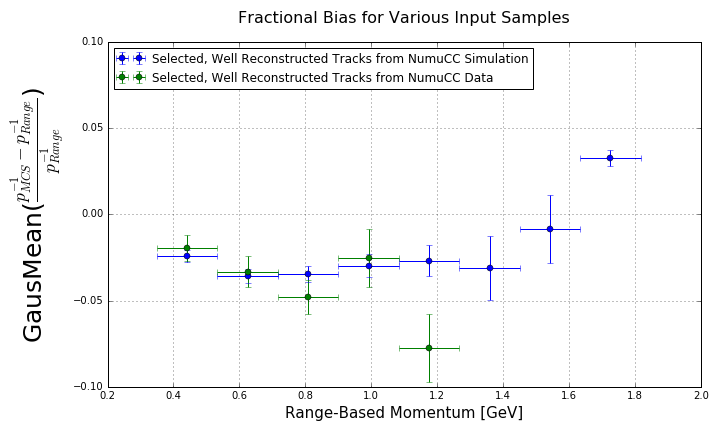 Fractional Bias for Various Input Samples
GausMean(\frac{p_{MCS}^{-1} - p_{Range}^{-1}}{p_{Range}^{-1}})
0.10
0.05
0.00
−0.05
−0.10
Selected, Well Reconstructed Tracks from NumuCC Simulation
Selected, Well Reconstructed Tracks from NumuCC Data
0.2 0.4 0.6 0.8 1.0 1.2 1.4 1.6 1.8 2.0
Range-Based Momentum [GeV]